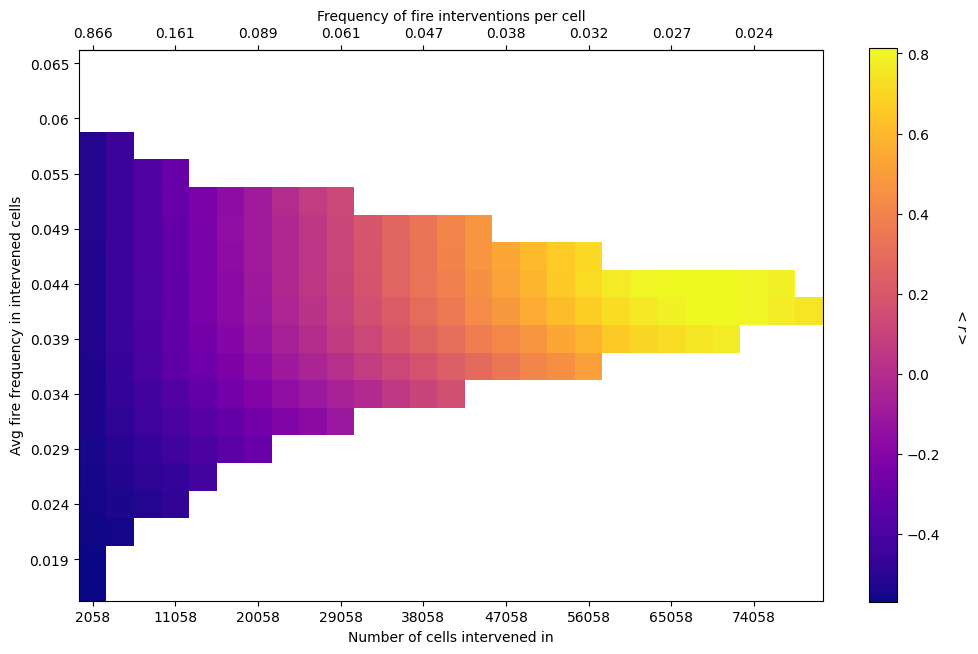 Frequency of fire interventions per cell
0.866 0.161 0.089 0.061 0.047 0.038 0.032 0.027 0.024
0.065
0.06
0.055
0.049
0.044
0.039
0.034
0.029
0.024
0.019
Avg fire frequency in intervened cells
2058 11058 20058 29058 38058 47058 56058 65058 74058
Number of cells intervened in
0.8
0.6
0.4
0.2
0.0
−0.2
−0.4
< r >